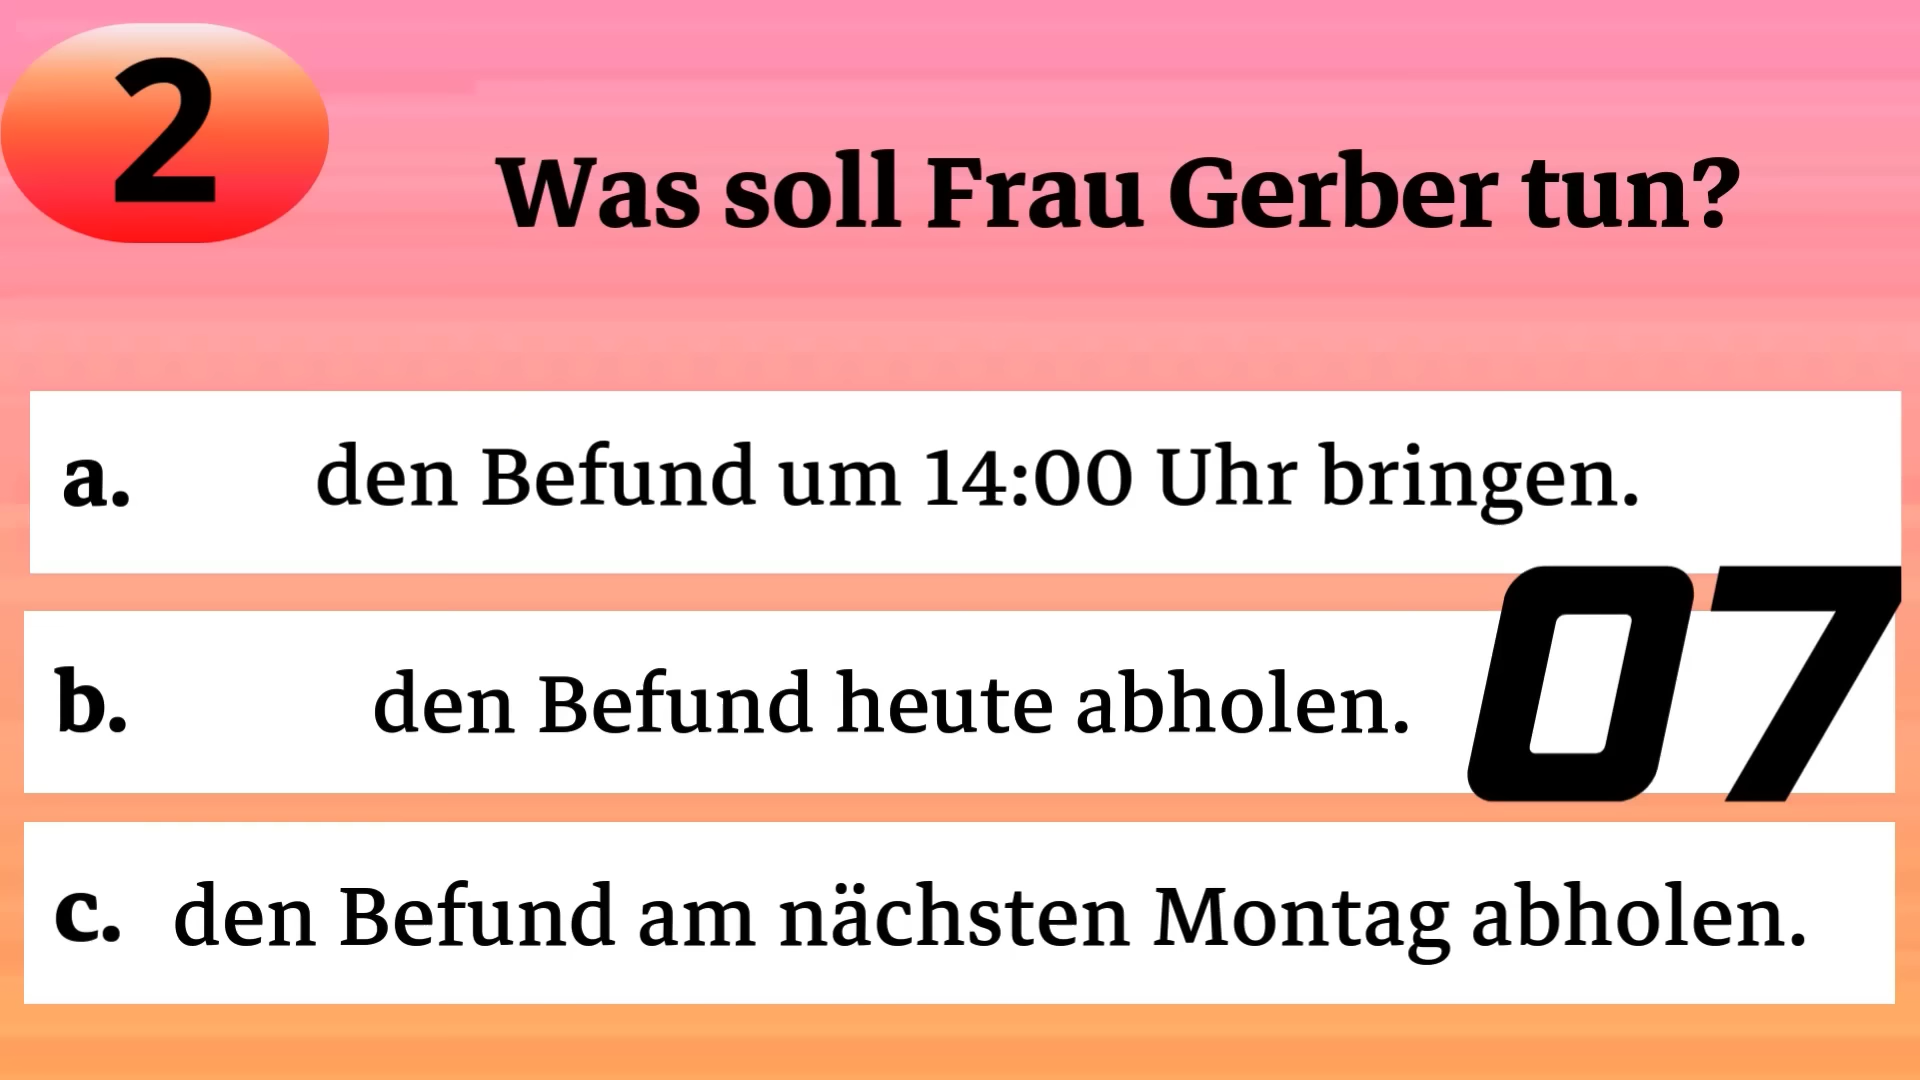 2
Was soll Frau Gerber tun?
a. den Befund um 14:00 Uhr bringen.
07
b. den Befund heute abholen.
c. den Befund am nächsten Montag abholen.